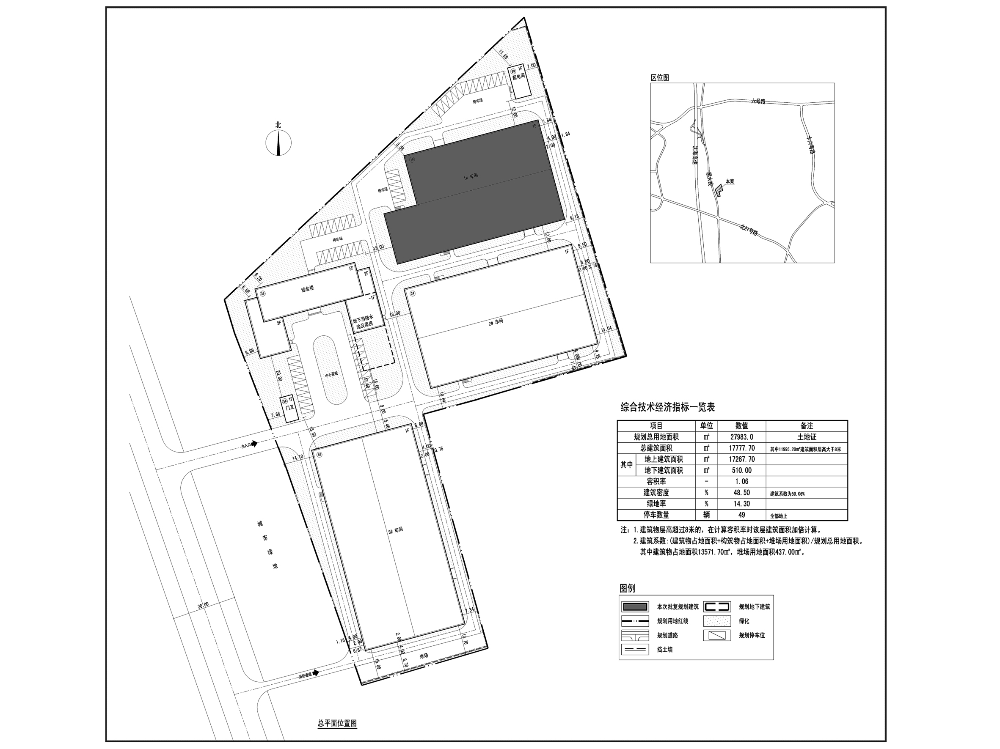 北
11.89
6# 1F
配电间
7.00
停车场
12.00
7.64
1F
8.58
4.00
1.84
2.00
1#
1# 车间
停车场
9.13
12.00
停车场
13.00
9.50
1F
4.00
2.00
3.76
6.20
6.88
5F
2F
3#
综合楼
-1F
2#
2F
地下消防水
池及泵房
13.00
2# 车间
11.04
6.99
4.00
4.00
9.25
1.49
20.00
中心景观
47.40
15.00
10.64
5# 1F
门卫
7.68
9.00
5.40
6.68
15.53
1F
主入口
4.00
0.75
2.00
4#
14.10
3# 车间
城
市
绿
地
30.00
7.34
1.16
4.00
2.00
6.87
2.00
4.00
8.70
13.70
15.09
堆场
消防通道
总平面位置图
区位图
六号路
十六号路
沈海高速
黑大线
本案
北21号路
综合技术经济指标一览表
项目 单位 数值 备注
规划总用地面积 ㎡ 27983.0 土地证
总建筑面积 ㎡ 17777.70 其中11995.20㎡建筑面积层高大于8米
其中 地上建筑面积 ㎡ 17267.70
地下建筑面积 ㎡ 510.00
容积率 - 1.06
建筑密度 % 48.50 建筑系数为50.06%
绿地率 % 14.30
停车数量 辆 49 全部地上
注: 1.建筑物层高超过8米的，在计算容积率时该层建筑面积加倍计算。
2.建筑系数:(建筑物占地面积+构筑物占地面积+堆场用地面积)/规划总用地面积。
其中建筑物占地面积13571.70㎡，堆场用地面积437.00㎡。
图例
本次批复规划建筑 规划地下建筑
规划用地红线 绿化
规划道路 规划停车位
挡土墙